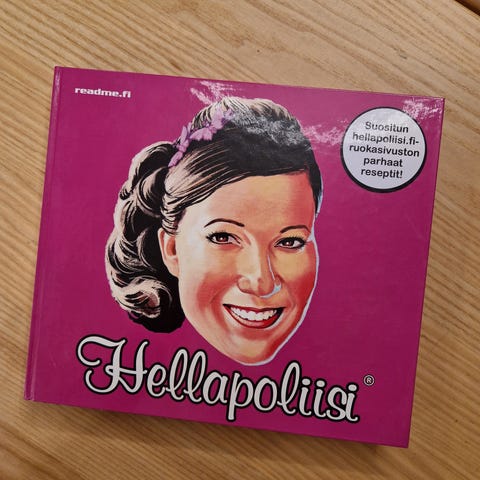 readme.fi
Suositun
hellapoliisi.fi-
ruokasivuston
parhaat
reseptit!
Hellapoliisi®